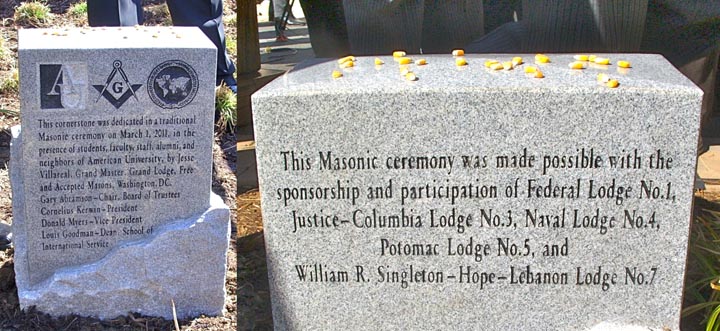 AU
G
This cornerstone was dedicated in a traditional
Masonic ceremony on March 1, 2011, in the
presence of students, faculty, staff, alumni, and
neighbors of American University, by Jesse
Villareal, Grand Master, Grand Lodge, Free
and Accepted Masons, Washington, DC.
Gary Abramson-Chair, Board of Trustees
Cornelius Kerwin-President
Donald Myers-Vice President
Louis Goodman-Dean, School of
International Service
This Masonic ceremony was made possible with the
sponsorship and participation of Federal Lodge No.1,
Justice-Columbia Lodge No.3, Naval Lodge No.4,
Potomac Lodge No.5, and
William R. Singleton-Hope-Lebanon Lodge No.7